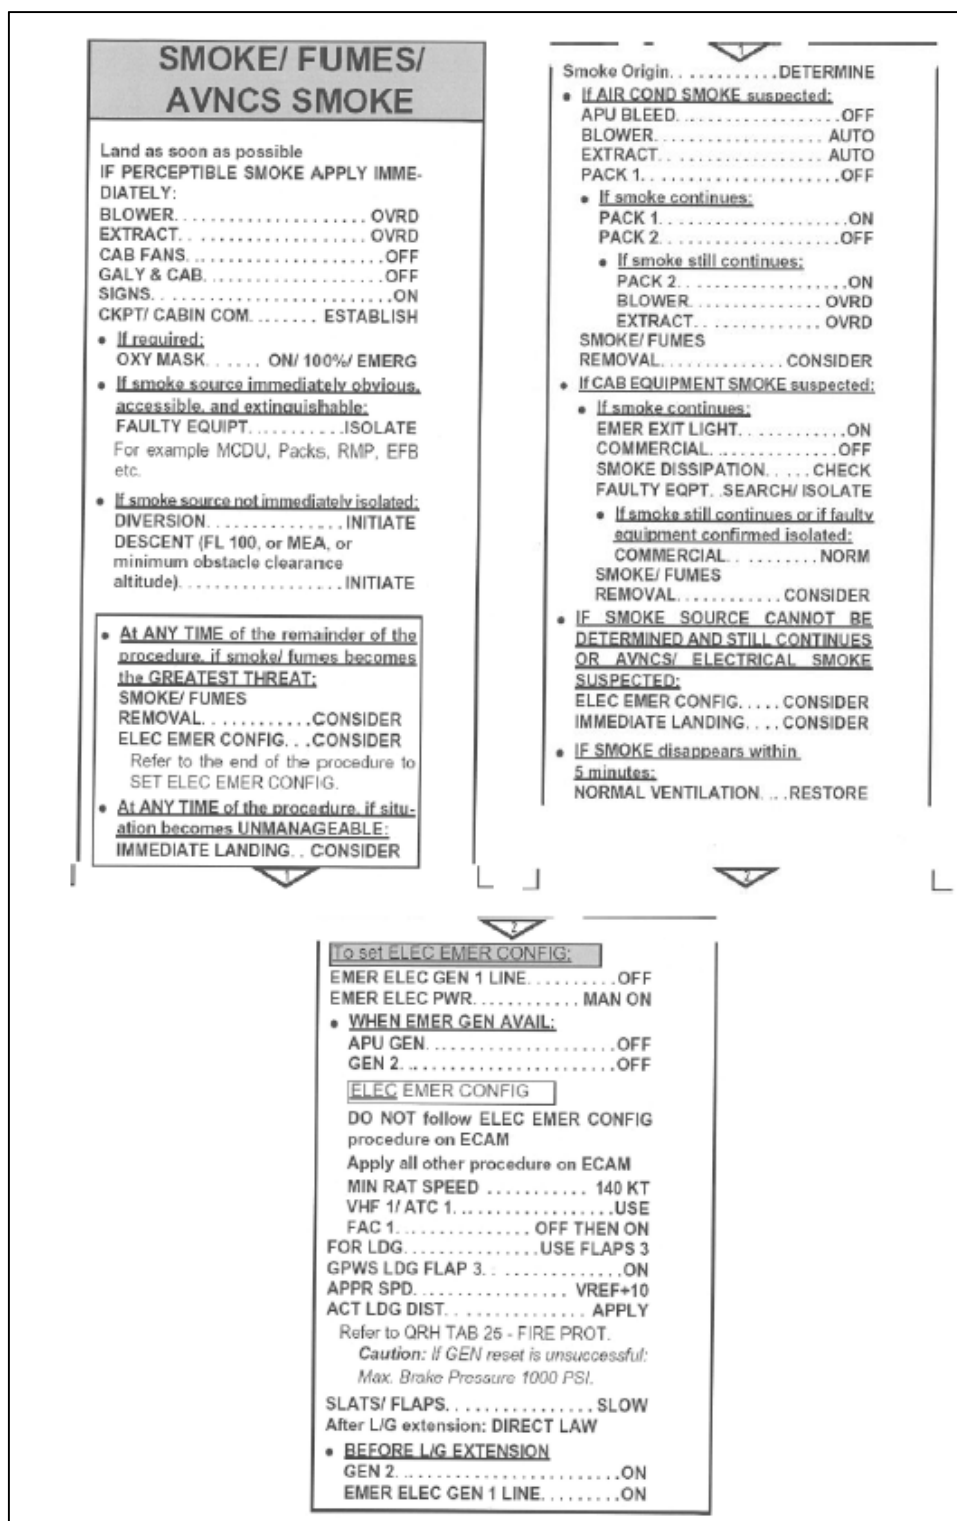 SMOKE/ FUMES/
AVNCS SMOKE
Land as soon as possible
IF PERCEPTIBLE SMOKE APPLY IMME-
DIATELY:
BLOWER. . . . . . . . . . . . . . . . . . . . . OVRD
EXTRACT. . . . . . . . . . . . . . . . . . . . OVRD
CAB FANS. . . . . . . . . . . . . . . . . . . . . .OFF
GALY & CAB. . . . . . . . . . . . . . . . . . . .OFF
SIGNS. . . . . . . . . . . . . . . . . . . . . . . . . .ON
CKPT/ CABIN COM. . . . . . . . ESTABLISH
• If required:
OXY MASK. . . . . . ON/ 100%/ EMERG
• If smoke source immediately obvious,
accessible, and extinguishable:
FAULTY EQUIPT. . . . . . . . . . .ISOLATE
For example MCDU, Packs, RMP, EFB
etc.
• If smoke source not immediately isolated:
DIVERSION. . . . . . . . . . . . . . . INITIATE
DESCENT (FL 100, or MEA, or
minimum obstacle clearance
altitude). . . . . . . . . . . . . . . . . . INITIATE
• At ANY TIME of the remainder of the
procedure, if smoke/ fumes becomes
the GREATEST THREAT:
SMOKE/ FUMES
REMOVAL. . . . . . . . . . . .CONSIDER
ELEC EMER CONFIG. . .CONSIDER
Refer to the end of the procedure to
SET ELEC EMER CONFIG.
• At ANY TIME of the procedure, if situ-
ation becomes UNMANAGEABLE:
IMMEDIATE LANDING. . CONSIDER
1
1
Smoke Origin. . . . . . . . . . . .DETERMINE
• If AIR COND SMOKE suspected:
APU BLEED. . . . . . . . . . . . . . . . . . .OFF
BLOWER. . . . . . . . . . . . . . . . . . . AUTO
EXTRACT. . . . . . . . . . . . . . . . . . AUTO
PACK 1. . . . . . . . . . . . . . . . . . . . . . .OFF
• If smoke continues:
PACK 1. . . . . . . . . . . . . . . . . . . . . .ON
PACK 2. . . . . . . . . . . . . . . . . . . . .OFF
• If smoke still continues:
PACK 2. . . . . . . . . . . . . . . . . . . .ON
BLOWER. . . . . . . . . . . . . . . OVRD
EXTRACT. . . . . . . . . . . . . . OVRD
SMOKE/ FUMES
REMOVAL. . . . . . . . . . . . . . CONSIDER
• If CAB EQUIPMENT SMOKE suspected:
• If smoke continues:
EMER EXIT LIGHT. . . . . . . . . . . .ON
COMMERCIAL. . . . . . . . . . . . . . .OFF
SMOKE DISSIPATION. . . . . CHECK
FAULTY EQPT. .SEARCH/ ISOLATE
• If smoke still continues or if faulty
equipment confirmed isolated:
COMMERCIAL. . . . . . . . . . NORM
SMOKE/ FUMES
REMOVAL. . . . . . . . . . . .CONSIDER
• IF SMOKE SOURCE CANNOT BE
DETERMINED AND STILL CONTINUES
OR AVNCS/ ELECTRICAL SMOKE
SUSPECTED:
ELEC EMER CONFIG. . . . . CONSIDER
IMMEDIATE LANDING. . . . CONSIDER
• IF SMOKE disappears within
5 minutes:
NORMAL VENTILATION. . . .RESTORE
2
2
To set ELEC EMER CONFIG:
EMER ELEC GEN 1 LINE. . . . . . . . . .OFF
EMER ELEC PWR. . . . . . . . . . . . MAN ON
• WHEN EMER GEN AVAIL:
APU GEN. . . . . . . . . . . . . . . . . . . . .OFF
GEN 2. . . . . . . . . . . . . . . . . . . . . . . .OFF
ELEC EMER CONFIG
DO NOT follow ELEC EMER CONFIG
procedure on ECAM
Apply all other procedure on ECAM
MIN RAT SPEED . . . . . . . . . . . 140 KT
VHF 1/ ATC 1. . . . . . . . . . . . . . . . . .USE
FAC 1. . . . . . . . . . . . . . . OFF THEN ON
FOR LDG. . . . . . . . . . . . . . .USE FLAPS 3
GPWS LDG FLAP 3. . . . . . . . . . . . . . .ON
APPR SPD. . . . . . . . . . . . . . . . . VREF+10
ACT LDG DIST. . . . . . . . . . . . . . . APPLY
Refer to QRH TAB 25 - FIRE PROT.
Caution: If GEN reset is unsuccessful:
Max. Brake Pressure 1000 PSI.
SLATS/ FLAPS. . . . . . . . . . . . . . . . SLOW
After L/G extension: DIRECT LAW
• BEFORE L/G EXTENSION
GEN 2. . . . . . . . . . . . . . . . . . . . . . . . .ON
EMER ELEC GEN 1 LINE. . . . . . . . .ON